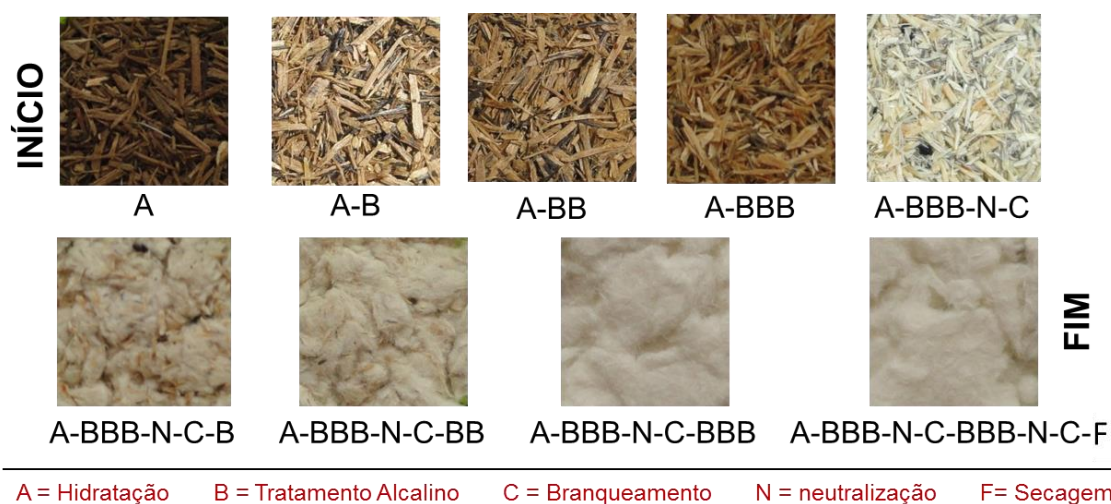 INÍCIO
A
A-B
A-BB
A-BBB
A-BBB-N-C
A-BBB-N-C-B
A-BBB-N-C-BB
A-BBB-N-C-BBB
A-BBB-N-C-BBB-N-C-F
FIM
A = Hidratação B = Tratamento Alcalino C = Branqueamento N = neutralização F= Secagem